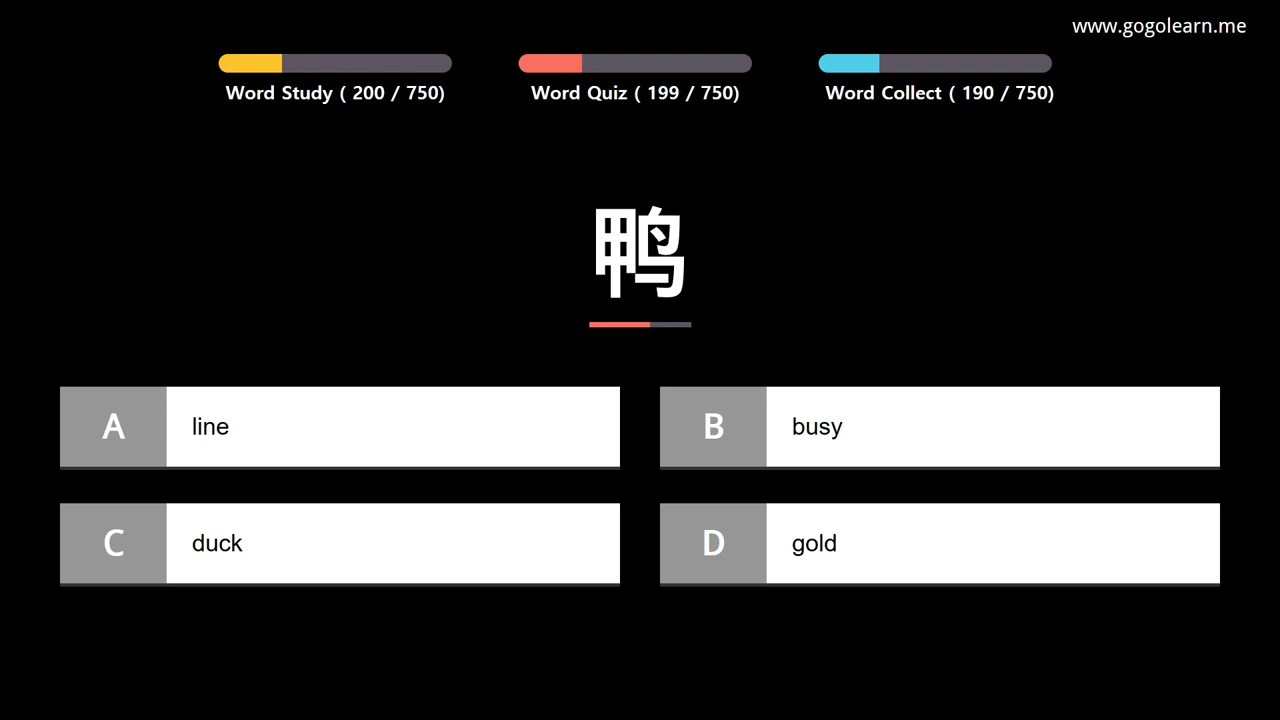 www.gogolearn.me
Word Study ( 200 / 750)
Word Quiz ( 199 / 750)
Word Collect ( 190 / 750)
鸭
A line
B busy
C duck
D gold